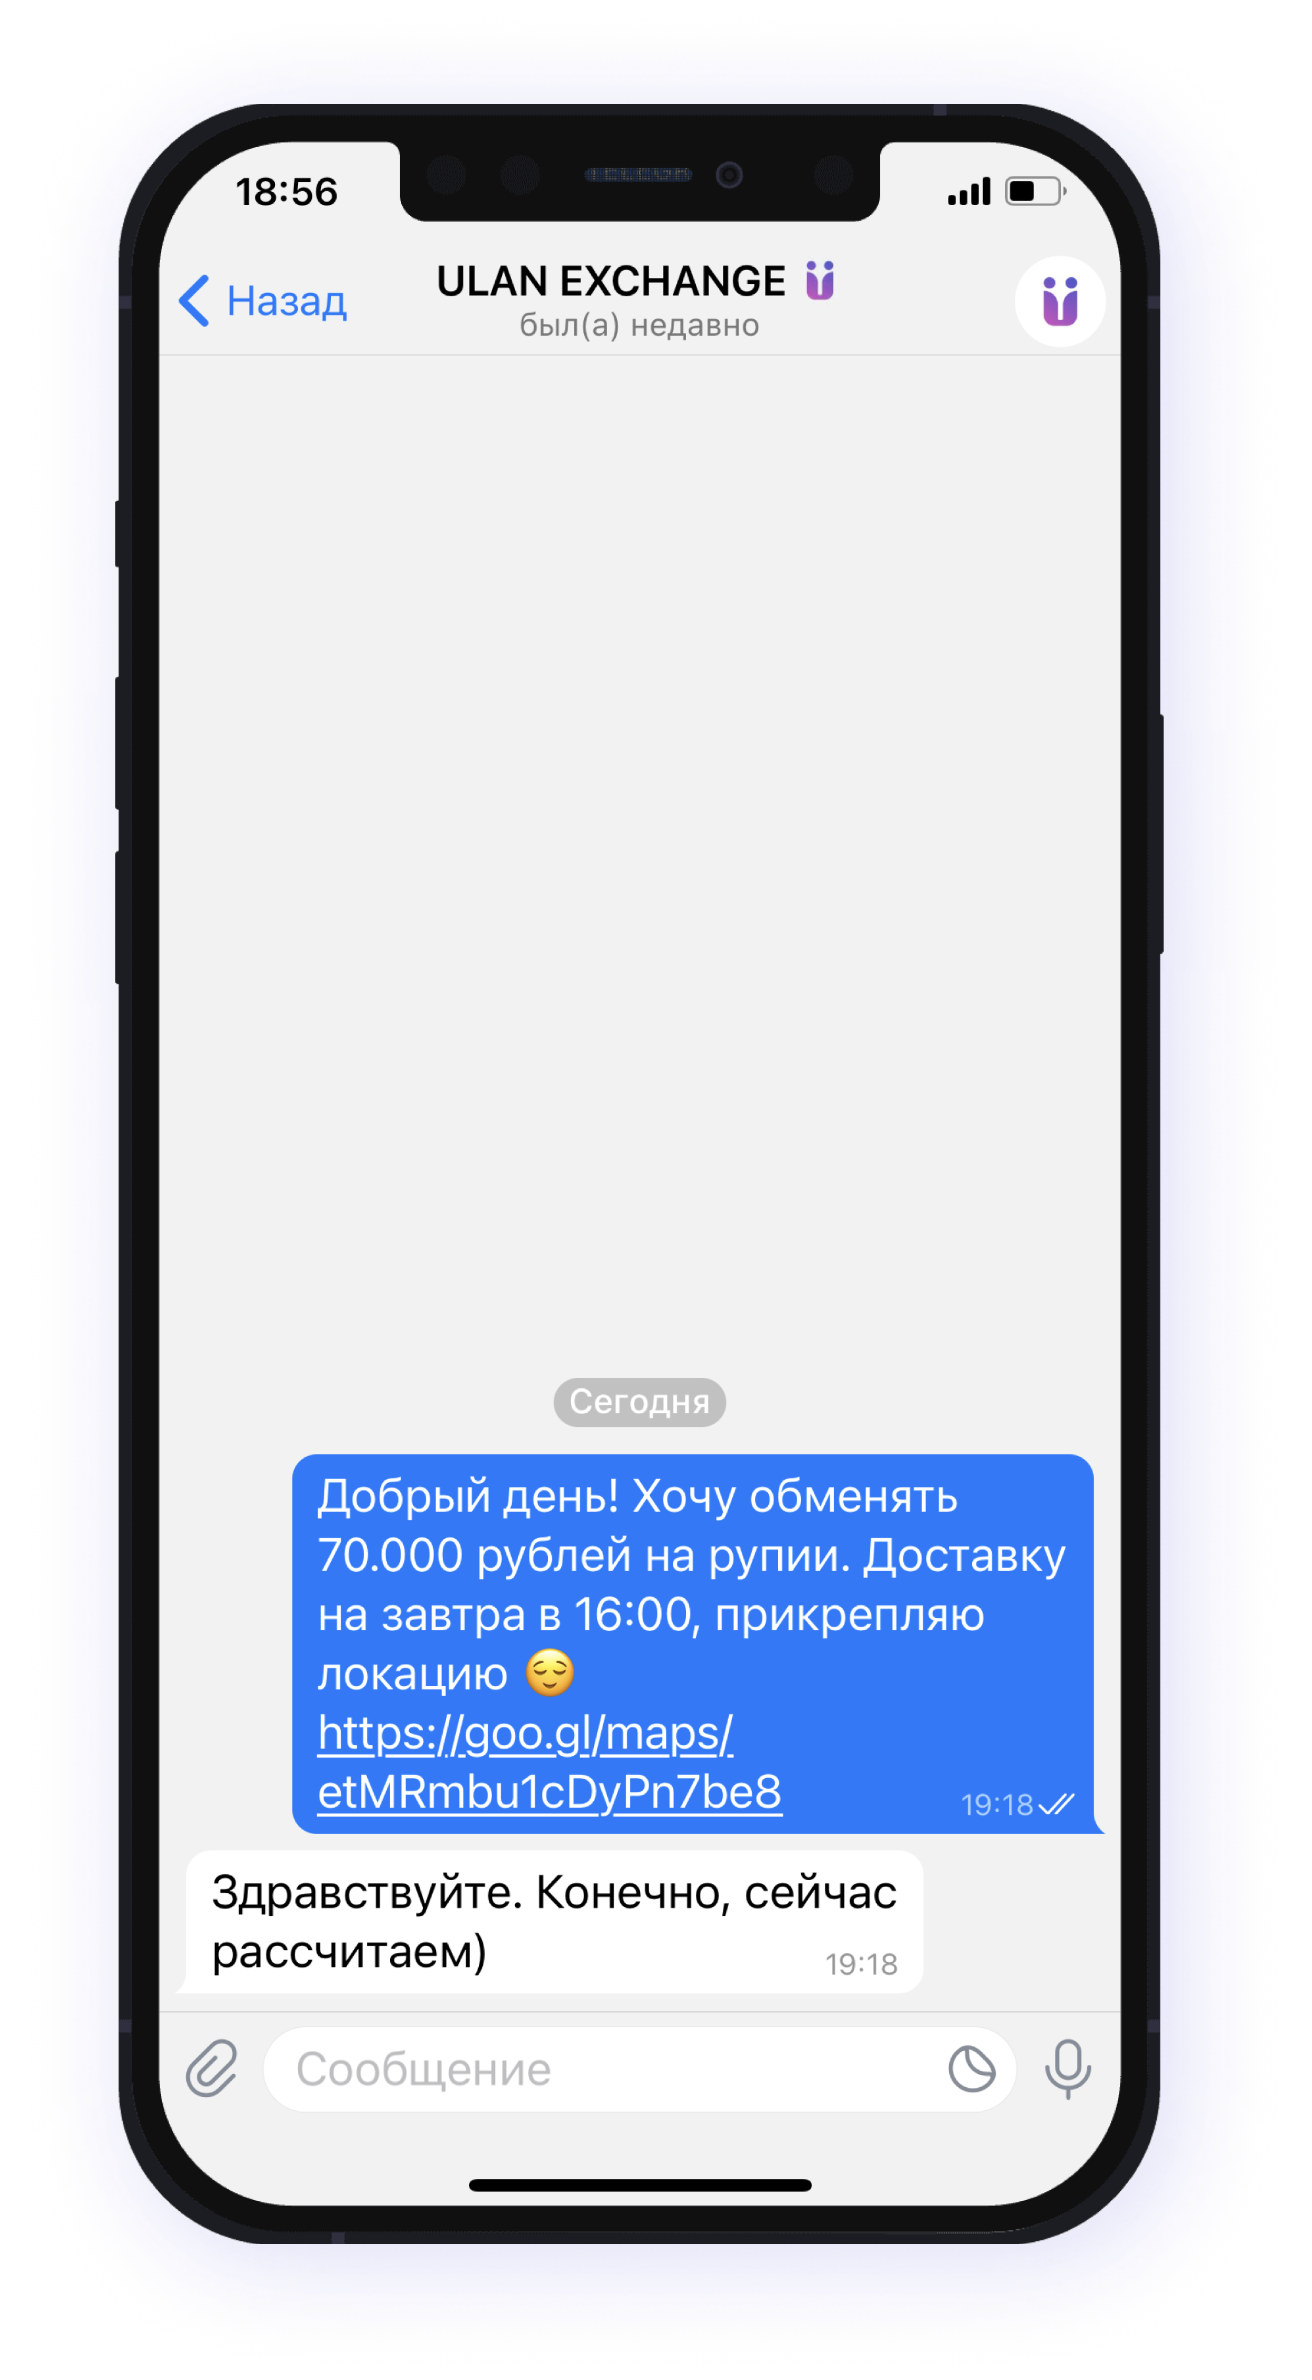 18:56
Назад
ULAN EXCHANGE
был(а) недавно
Сегодня
Добрый день! Хочу обменять
70.000 рублей на рупии. Доставку
на завтра в 16:00, прикрепляю
локацию 😌
https://goo.gl/maps/
etMRmbu1cDyPn7be8
19:18
Здравствуйте. Конечно, сейчас
рассчитаем)
19:18
Сообщение